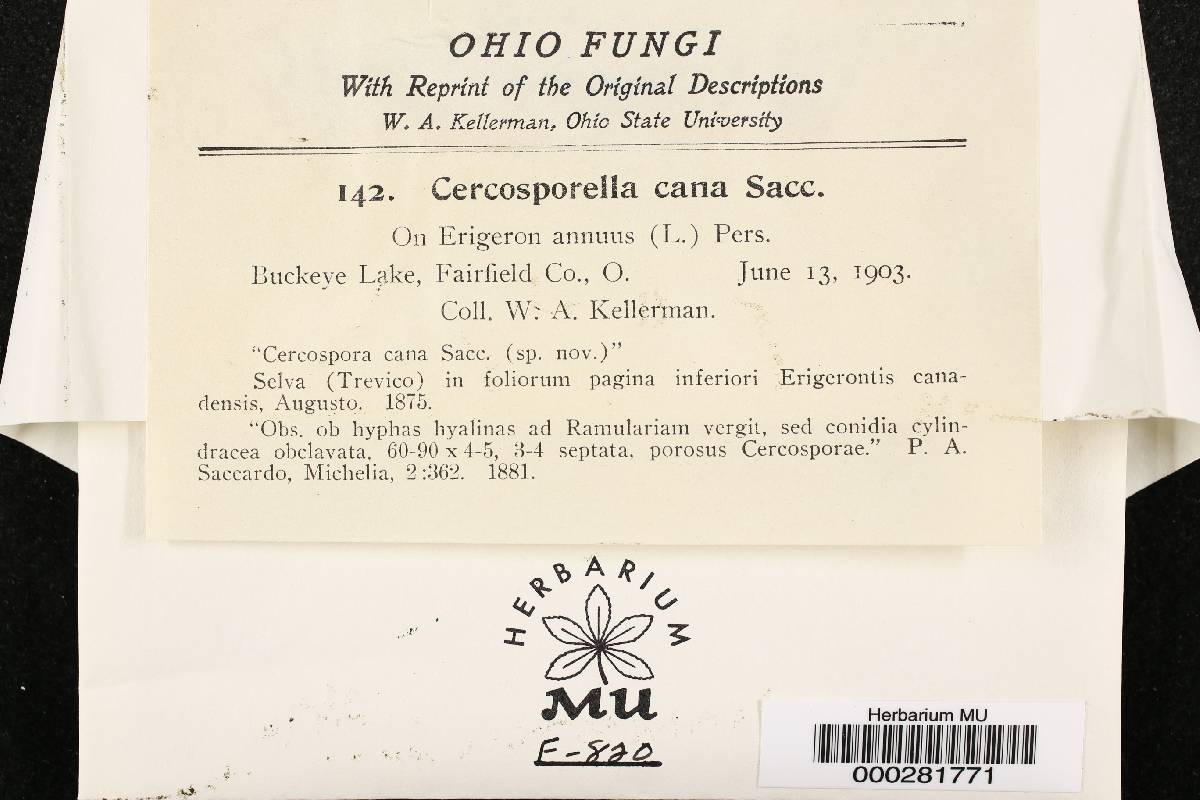 OHIO FUNGI
With Reprint of the Original Descriptions
W. A. Kellerman, Ohio State University
142. Cercosporella cana Sacc.
On Erigeron annuus (L.) Pers.
Buckeye Lake, Fairfield Co., O. June 13, 1903.
Coll. W. A. Kellerman.
"Cercospora cana Sacc. (sp. nov.)"
Selva (Trevico) in foliorum pagina inferiori Erigerontis cana-
densis, Augusto. 1875.
"Obs. ob hyphas hyalinas ad Ramulariam vergit, sed conidia cylin-
dracea obclavata, 60-90 x 4-5, 3-4 septata, porosus Cercosporae." P. A.
Saccardo, Michelia, 2:362. 1881.
HERBARIUM
MU
F-820
Herbarium MU
000281771